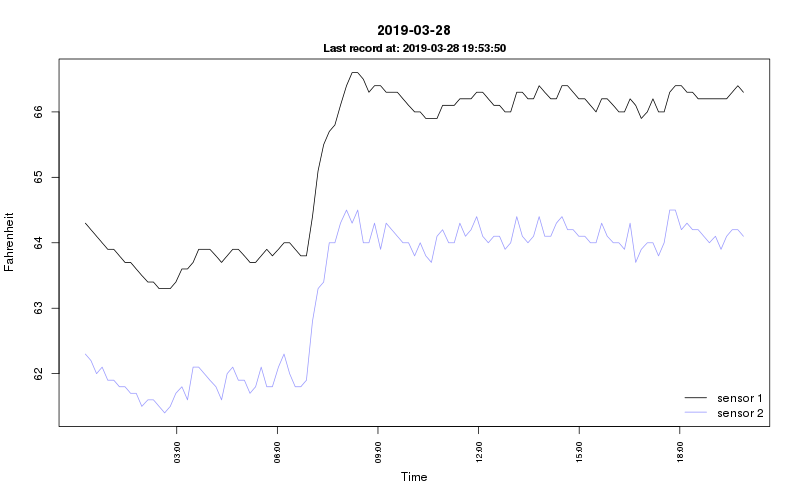 2019-03-28
Last record at: 2019-03-28 19:53:50
Fahrenheit
66
65
64
63
62
03:00
06:00
09:00
12:00
15:00
18:00
Time
sensor 1
sensor 2